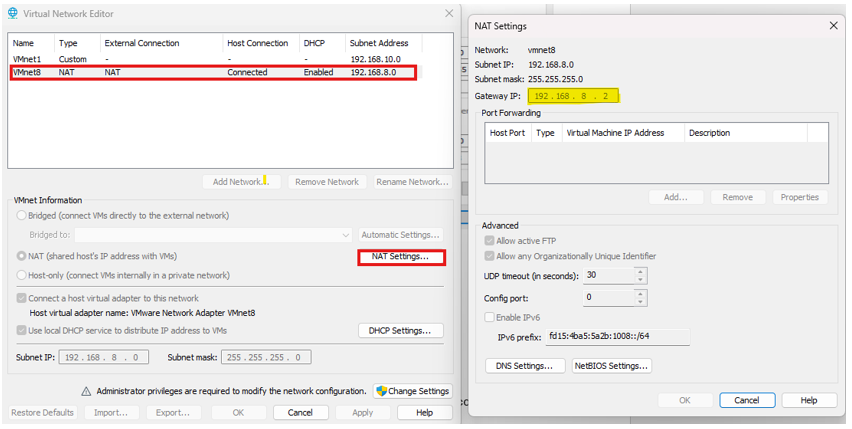 Virtual Network Editor
Name Type External Connection Host Connection DHCP Subnet Address
VMnet1 Custom - - - 192.168.10.0
VMnet8 NAT NAT Connected Enabled 192.168.8.0
Add Network... Remove Network Rename Network...
VMnet Information
Bridged (connect VMs directly to the external network)
Bridged to: Automatic Settings...
NAT (shared host's IP address with VMs) NAT Settings...
Host-only (connect VMs internally in a private network)
Connect a host virtual adapter to this network
Host virtual adapter name: VMware Network Adapter VMnet8
Use local DHCP service to distribute IP address to VMs DHCP Settings...
Subnet IP: 192 . 168 . 8 . 0 Subnet mask: 255 . 255 . 255 . 0
Administrator privileges are required to modify the network configuration. Change Settings
Restore Defaults Import... Export... OK Cancel Apply Help
NAT Settings
Network: vmnet8
Subnet IP: 192.168.8.0
Subnet mask: 255.255.255.0
Gateway IP: 192 . 168 . 8 . 2
Port Forwarding
Host Port Type Virtual Machine IP Address Description
Add... Remove Properties
Advanced
Allow active FTP
Allow any Organizationally Unique Identifier
UDP timeout (in seconds): 30
Config port: 0
Enable IPv6
IPv6 prefix: fd15:4ba5:5a2b:1008::/64
DNS Settings... NetBIOS Settings...
OK Cancel Help